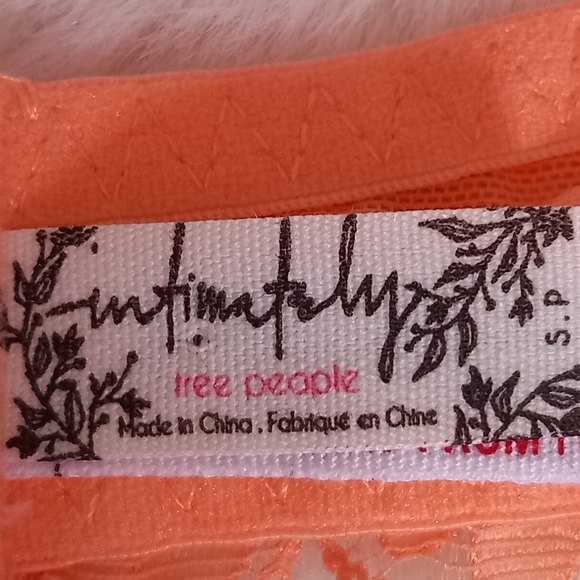 intimately
free people
Made in China . Fabriqué en Chine
S.P